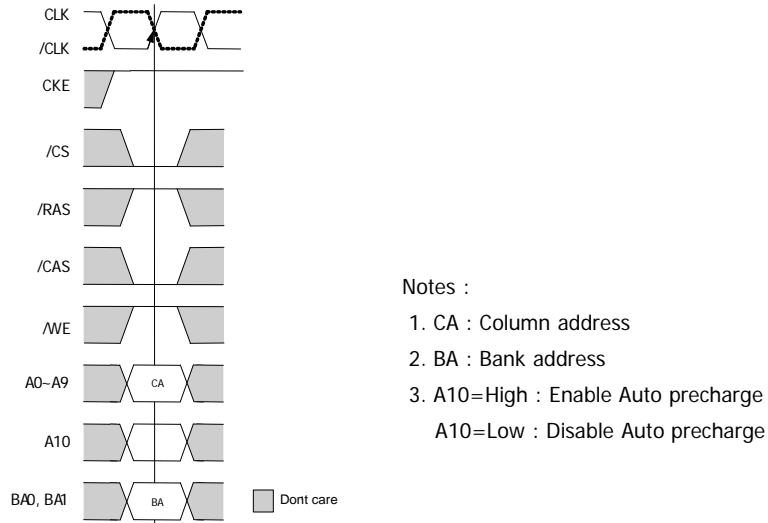 CLK
/CLK
CKE
/CS
/RAS
/CAS
/WE
A0~A9
CA
A10
BA0, BA1
BA
Dont care
Notes :
1. CA : Column address
2. BA : Bank address
3. A10=High : Enable Auto precharge
A10=Low : Disable Auto precharge